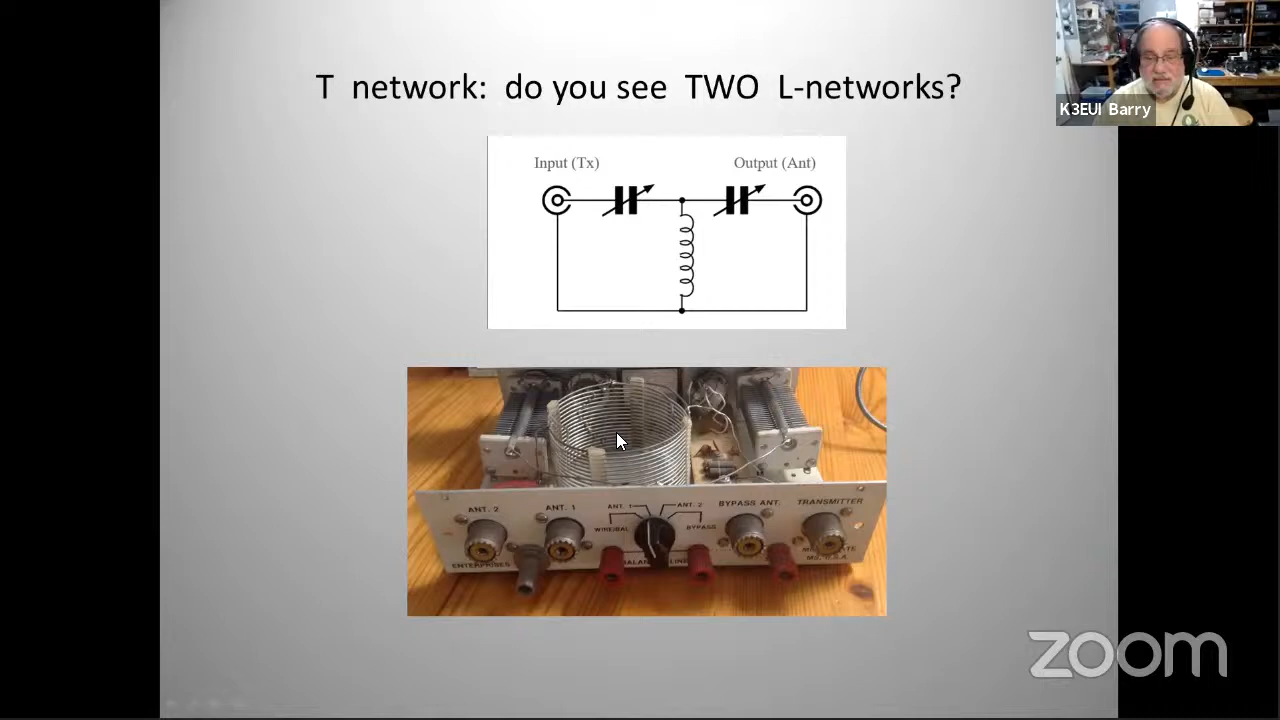 T network: do you see TWO L-networks?
K3EUI Barry
Input (Tx)
Output (Ant)
ANT. 2
ANT. 1
ANT. 1
ANT. 2
BYPASS ANT.
TRANSMITTER
WIRE/BAL
BYPASS
ENTERPRISES
BALAN
LINE
zoom